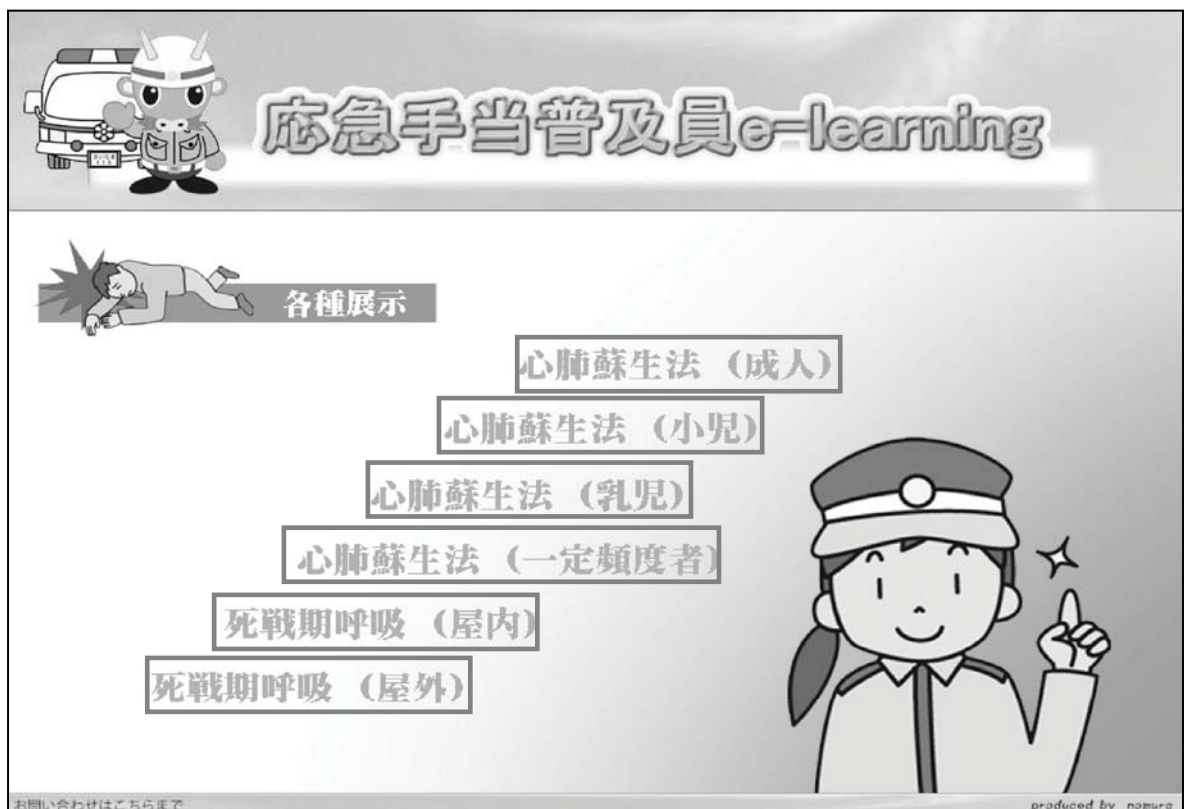 応急手当普及員e-learning
各種展示
心肺蘇生法 (成人)
心肺蘇生法 (小児)
心肺蘇生法 (乳児)
心肺蘇生法 (一定頻度者)
死戦期呼吸 (屋内)
死戦期呼吸 (屋外)
お問い合わせはこちらまで
produced by nomura